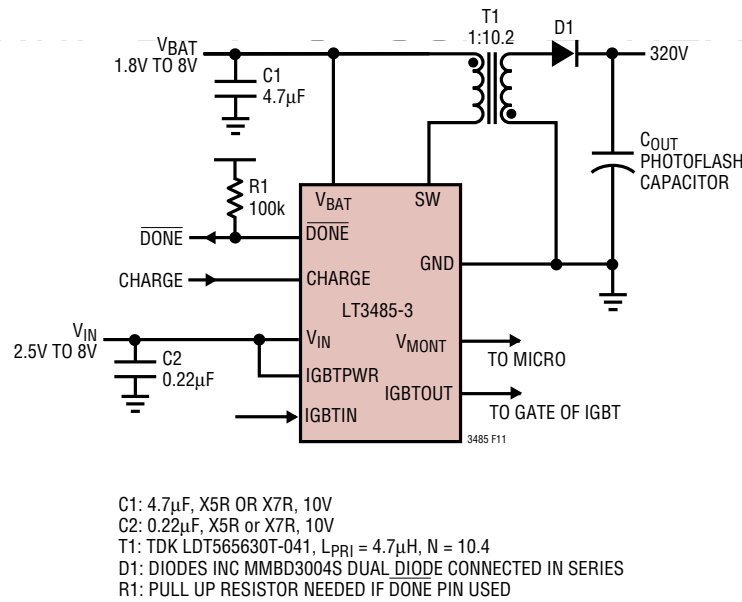 T1
1:10.2
D1
VBAT
1.8V TO 8V
320V
C1
4.7µF
COUT
PHOTOFLASH
CAPACITOR
R1
100k
VBAT
SW
DONE
DONE
GND
CHARGE
CHARGE
LT3485-3
VIN
2.5V TO 8V
VIN
VMONT
TO MICRO
C2
0.22µF
IGBTPWR
IGBTOUT
TO GATE OF IGBT
IGBTIN
3485 F11
C1: 4.7µF, X5R OR X7R, 10V
C2: 0.22µF, X5R or X7R, 10V
T1: TDK LDT565630T-041, LPRI = 4.7µH, N = 10.4
D1: DIODES INC MMBD3004S DUAL DIODE CONNECTED IN SERIES
R1: PULL UP RESISTOR NEEDED IF DONE PIN USED